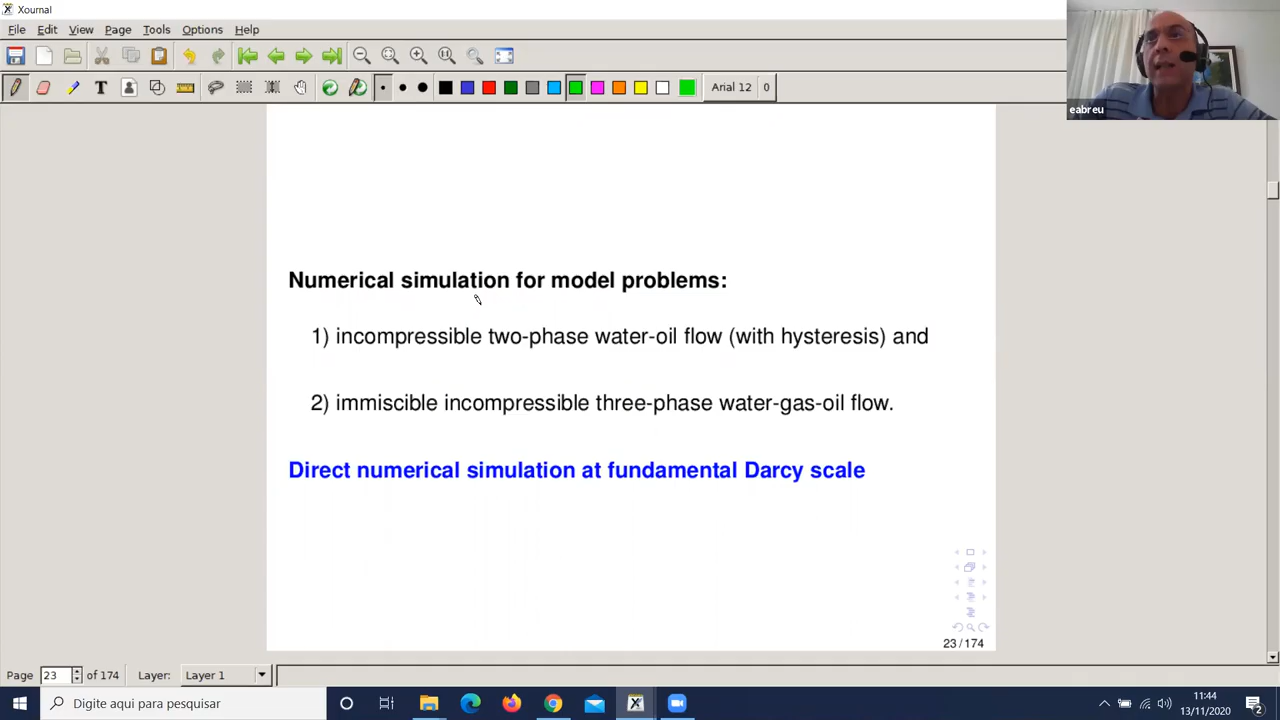 Xournal
File Edit View Page Tools Options Help
T Arial 12 0
eabreu
Numerical simulation for model problems:
1) incompressible two-phase water-oil flow (with hysteresis) and
2) immiscible incompressible three-phase water-gas-oil flow.
Direct numerical simulation at fundamental Darcy scale
23 / 174
Page 23 of 174 Layer: Layer 1
Digite aqui para pesquisar
11:44
13/11/2020
2